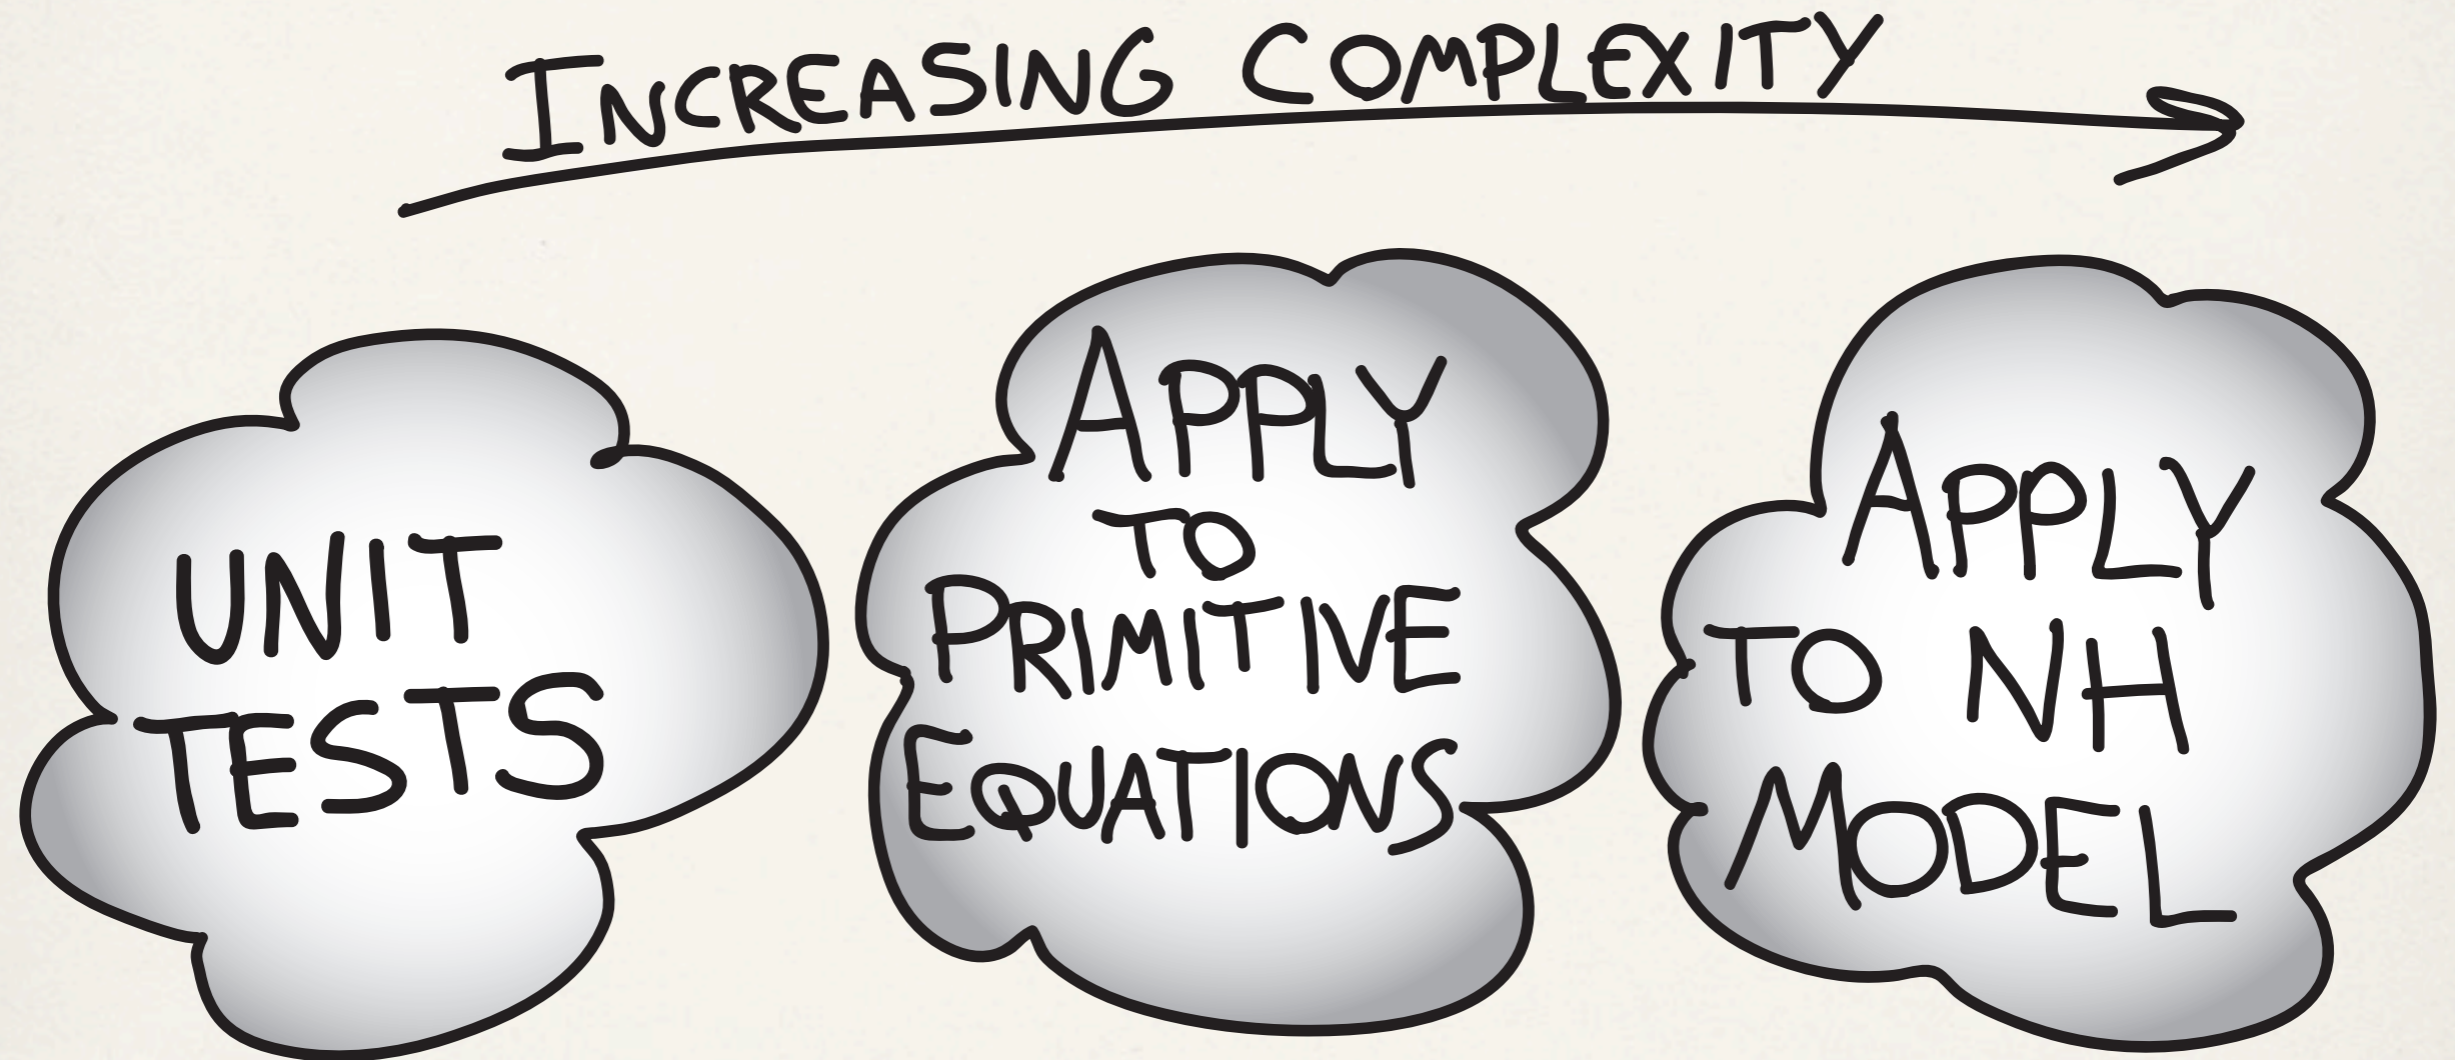 INCREASING COMPLEXITY
UNIT
TESTS
APPLY
TO
PRIMITIVE
EQUATIONS
APPLY
TO NH
MODEL